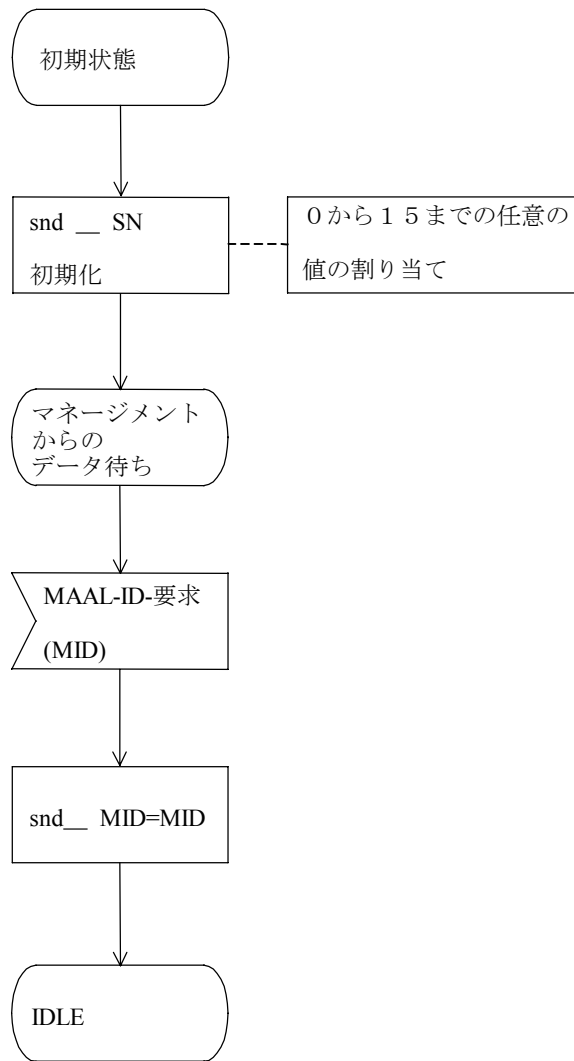 初期状態
snd __ SN
初期化
０から１５までの任意の
値の割り当て
マネージメント
からの
データ待ち
MAAL-ID-要求
(MID)
snd__ MID=MID
IDLE